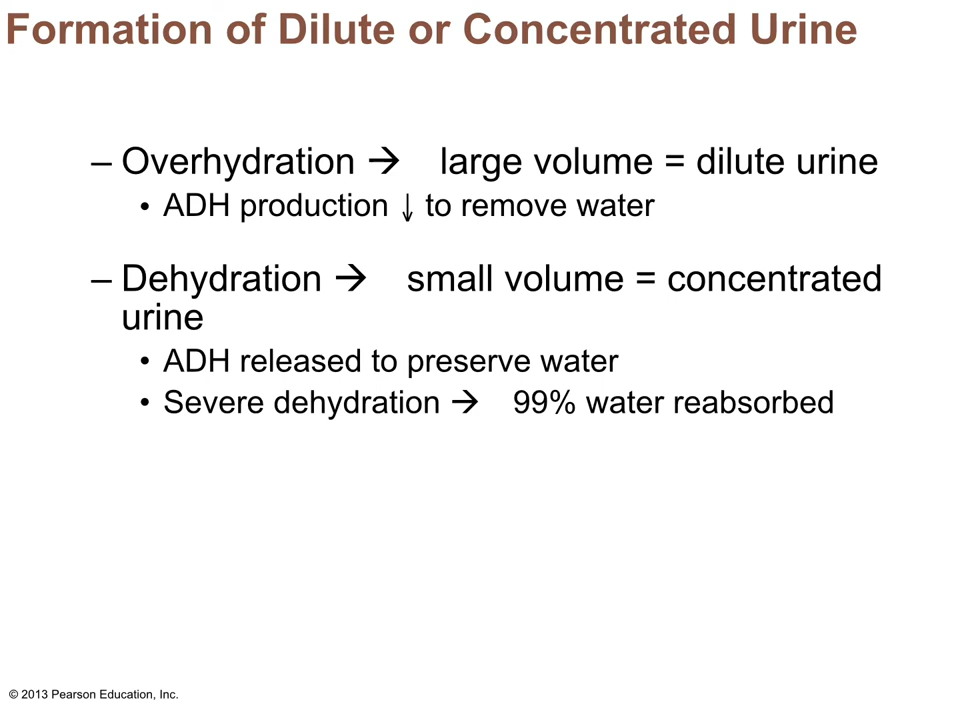 Formation of Dilute or Concentrated Urine
– Overhydration → large volume = dilute urine
• ADH production ↓ to remove water
– Dehydration → small volume = concentrated
urine
• ADH released to preserve water
• Severe dehydration → 99% water reabsorbed
© 2013 Pearson Education, Inc.